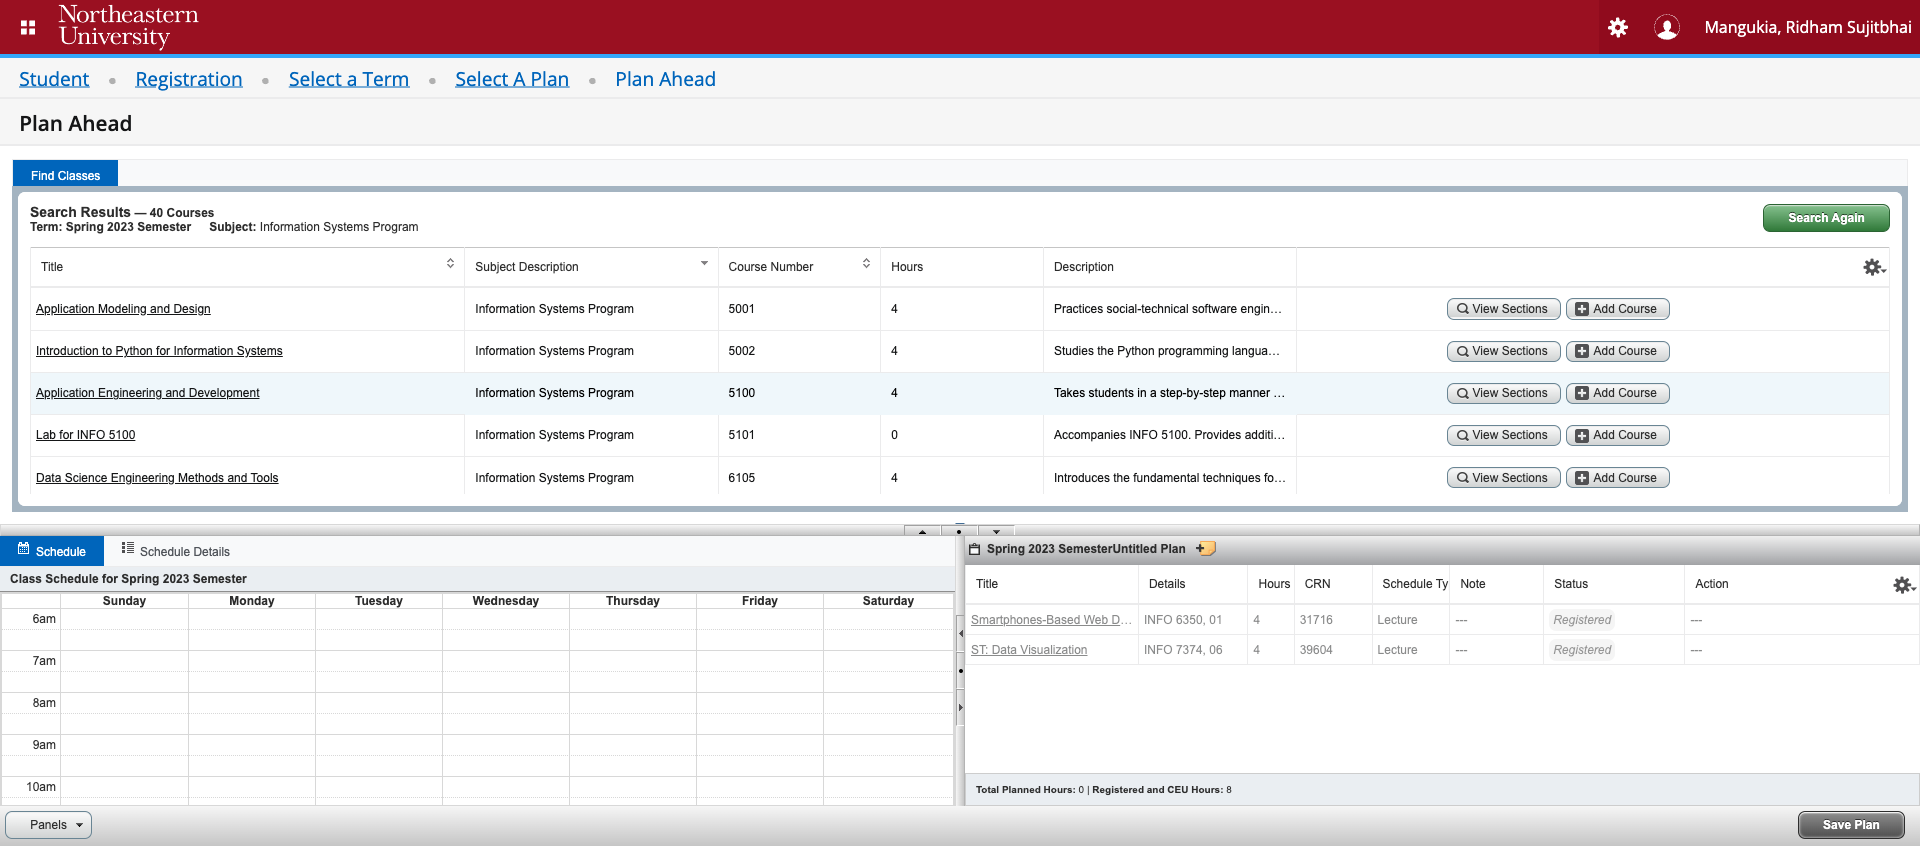 Northeastern
University
Mangukia, Ridham Sujitbhai
Student Registration Select a Term Select A Plan Plan Ahead
Plan Ahead
Find Classes
Search Results — 40 Courses
Term: Spring 2023 Semester Subject: Information Systems Program
Search Again
Title Subject Description Course Number Hours Description
Application Modeling and Design Information Systems Program 5001 4 Practices social-technical software engin... View Sections Add Course
Introduction to Python for Information Systems Information Systems Program 5002 4 Studies the Python programming langua... View Sections Add Course
Application Engineering and Development Information Systems Program 5100 4 Takes students in a step-by-step manner ... View Sections Add Course
Lab for INFO 5100 Information Systems Program 5101 0 Accompanies INFO 5100. Provides additi... View Sections Add Course
Data Science Engineering Methods and Tools Information Systems Program 6105 4 Introduces the fundamental techniques fo... View Sections Add Course
Schedule Schedule Details
Class Schedule for Spring 2023 Semester
Sunday Monday Tuesday Wednesday Thursday Friday Saturday
6am
7am
8am
9am
10am
Spring 2023 SemesterUntitled Plan
Title Details Hours CRN Schedule Ty Note Status Action
Smartphones-Based Web D... INFO 6350, 01 4 31716 Lecture --- Registered ---
ST: Data Visualization INFO 7374, 06 4 39604 Lecture --- Registered ---
Total Planned Hours: 0 | Registered and CEU Hours: 8
Panels
Save Plan